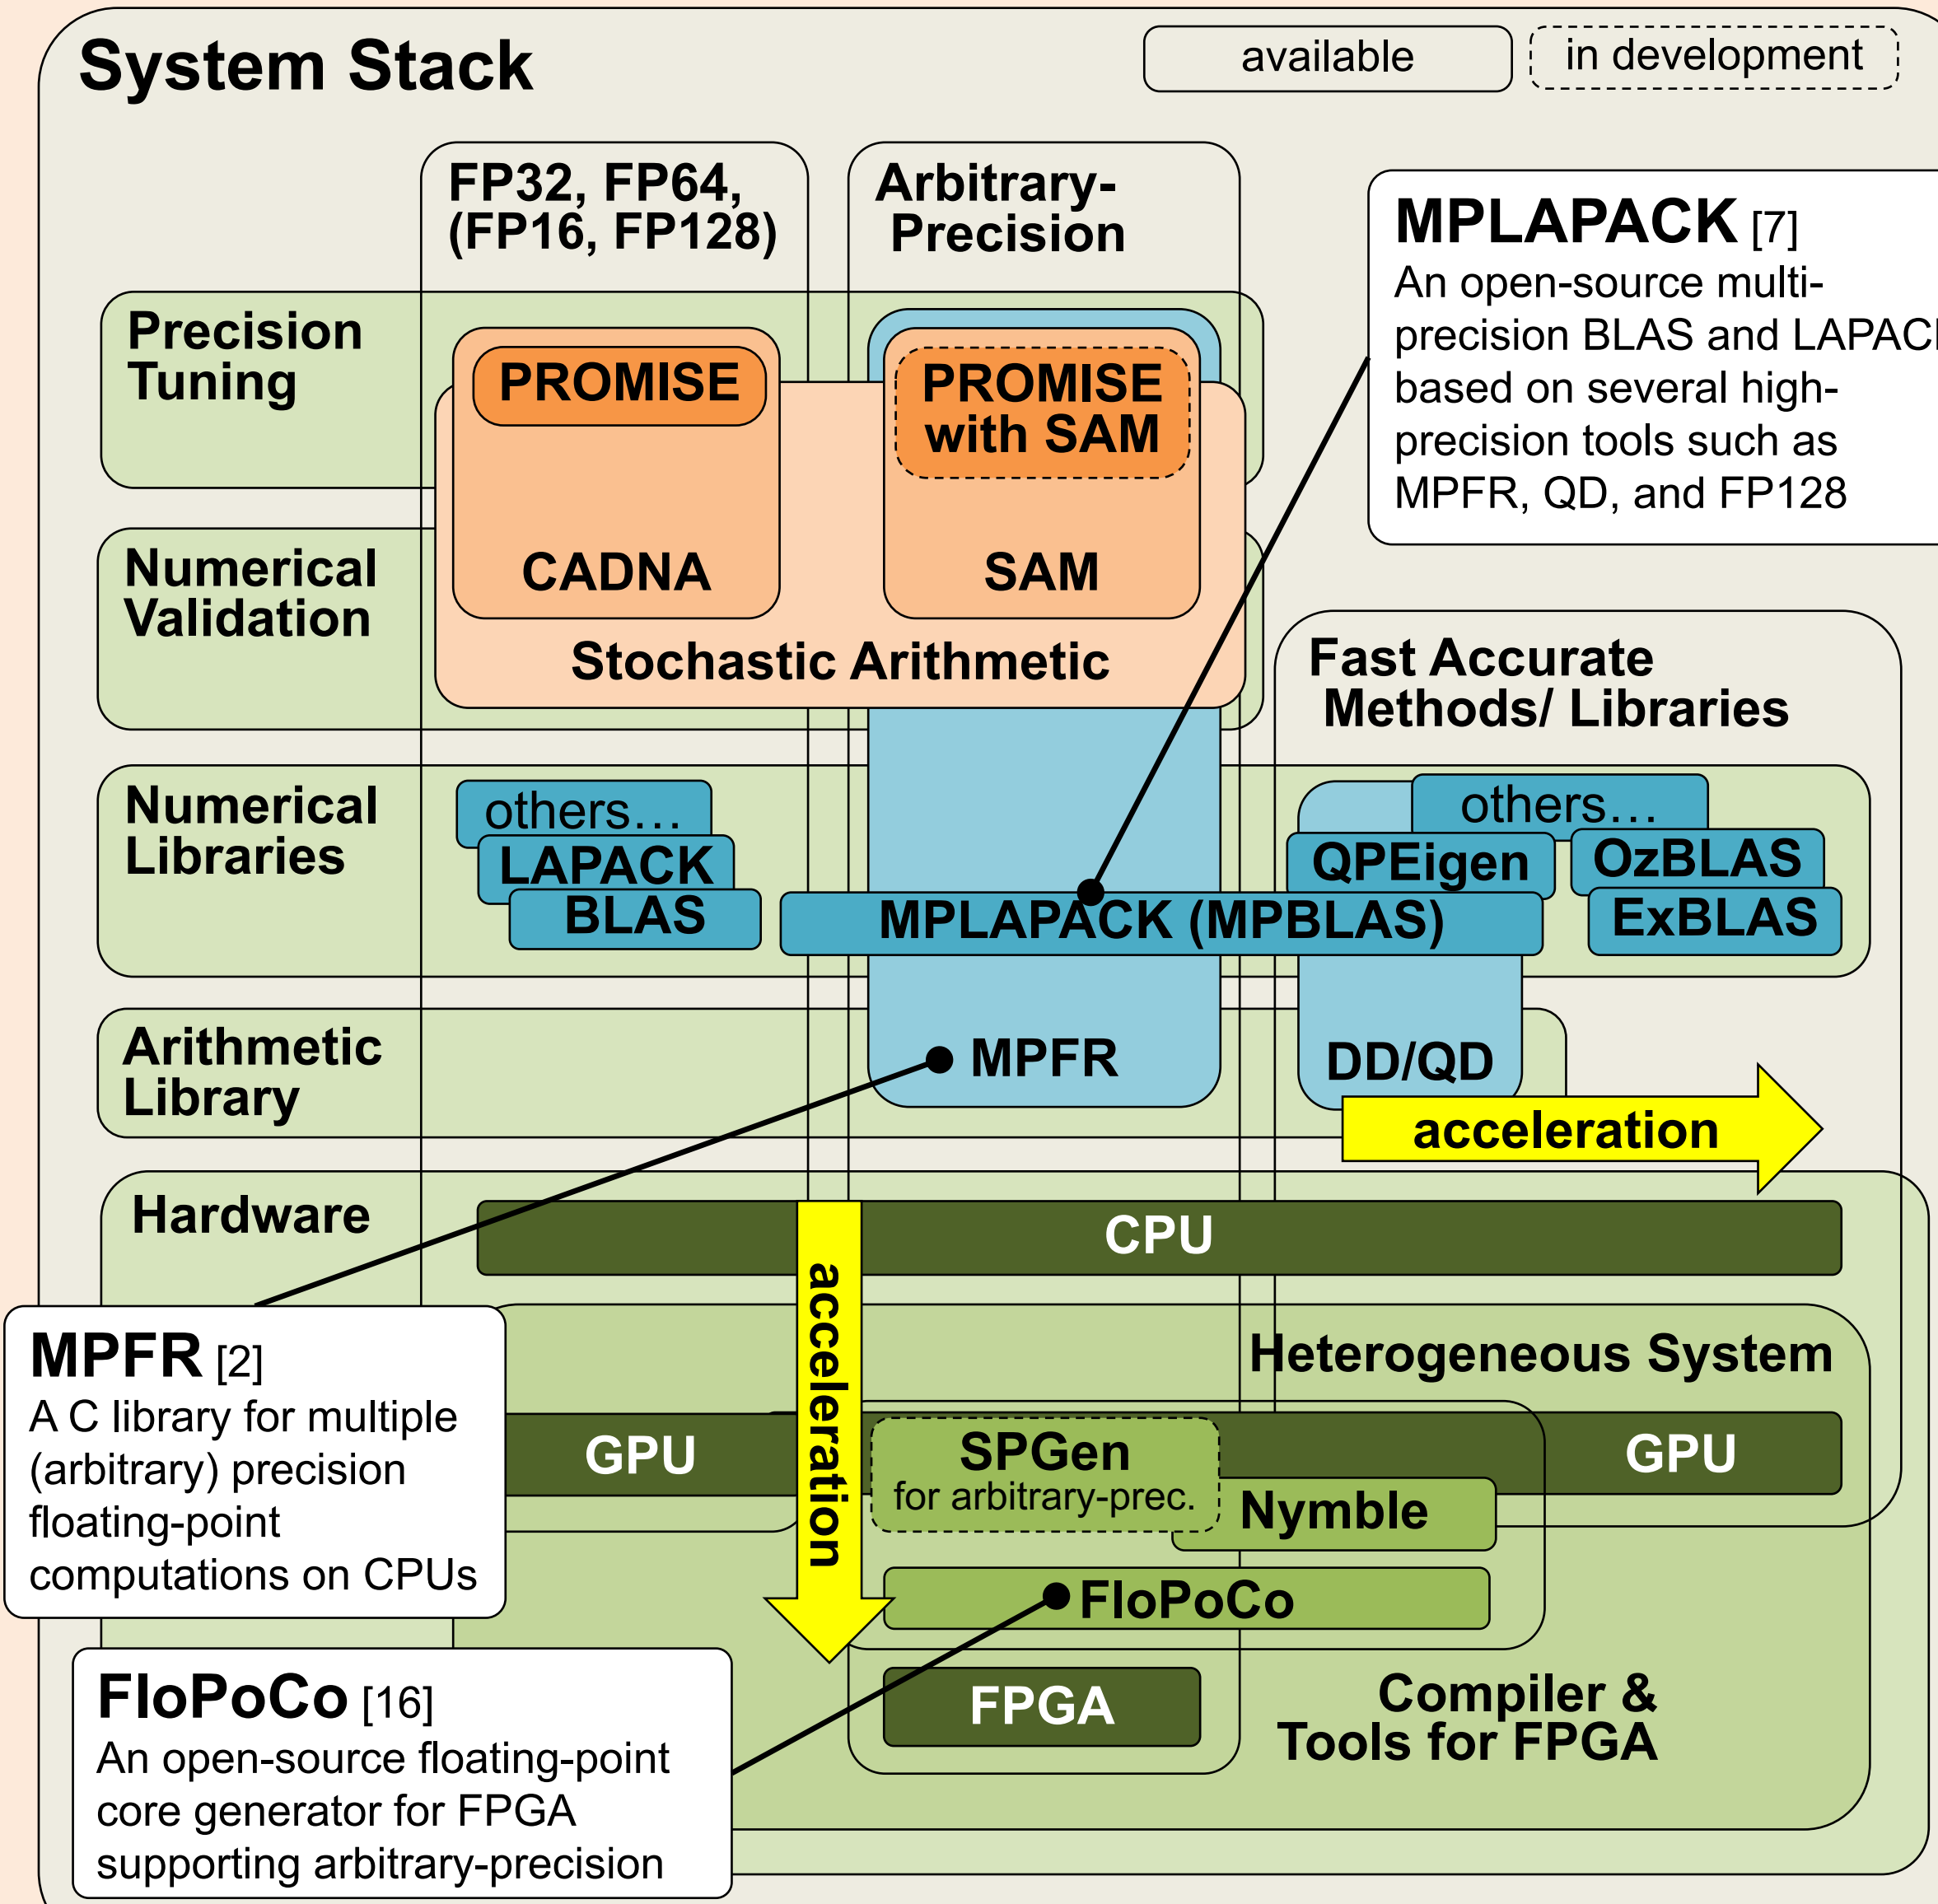 System Stack
available
in development
FP32, FP64,
(FP16, FP128)
Arbitrary-
Precision
MPLAPACK [7]
An open-source multi-
precision BLAS and LAPACK
based on several high-
precision tools such as
MPFR, QD, and FP128
Precision
Tuning
PROMISE
PROMISE
with SAM
Numerical
Validation
CADNA
SAM
Stochastic Arithmetic
Fast Accurate
Methods/ Libraries
Numerical
Libraries
others…
LAPACK
BLAS
others…
QPEigen
OzBLAS
MPLAPACK (MPBLAS)
ExBLAS
Arithmetic
Library
MPFR
DD/QD
acceleration
Hardware
CPU
acceleration
Heterogeneous System
MPFR [2]
A C library for multiple
(arbitrary) precision
floating-point
computations on CPUs
GPU
SPGen
for arbitrary-prec.
GPU
Nymble
FloPoCo
FPGA
Compiler &
Tools for FPGA
FloPoCo [16]
An open-source floating-point
core generator for FPGA
supporting arbitrary-precision